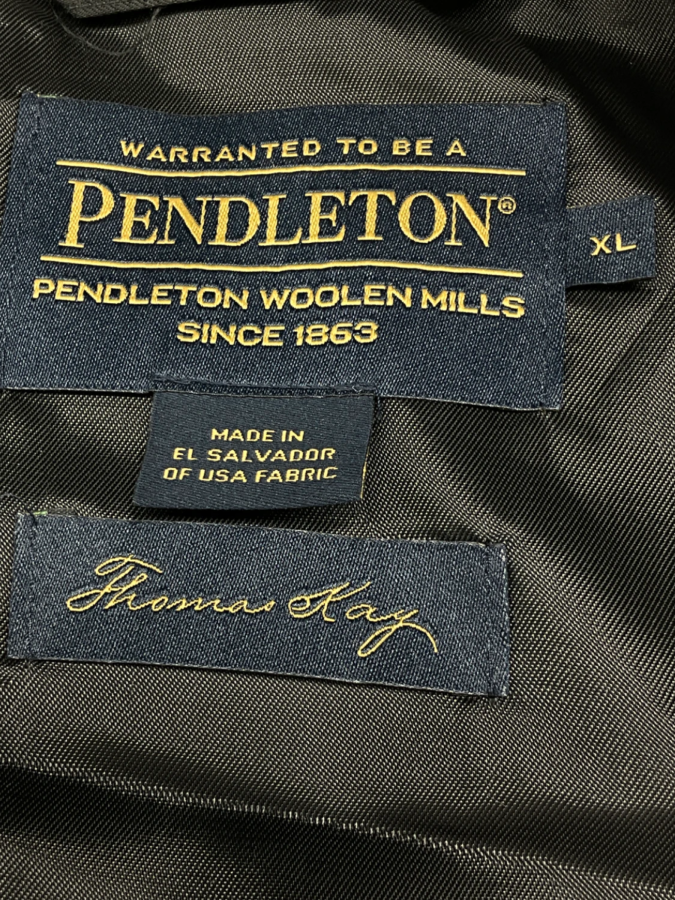 WARRANTED TO BE A
PENDLETON®
PENDLETON WOOLEN MILLS
SINCE 1863
XL
MADE IN
EL SALVADOR
OF USA FABRIC
Thomas Kay